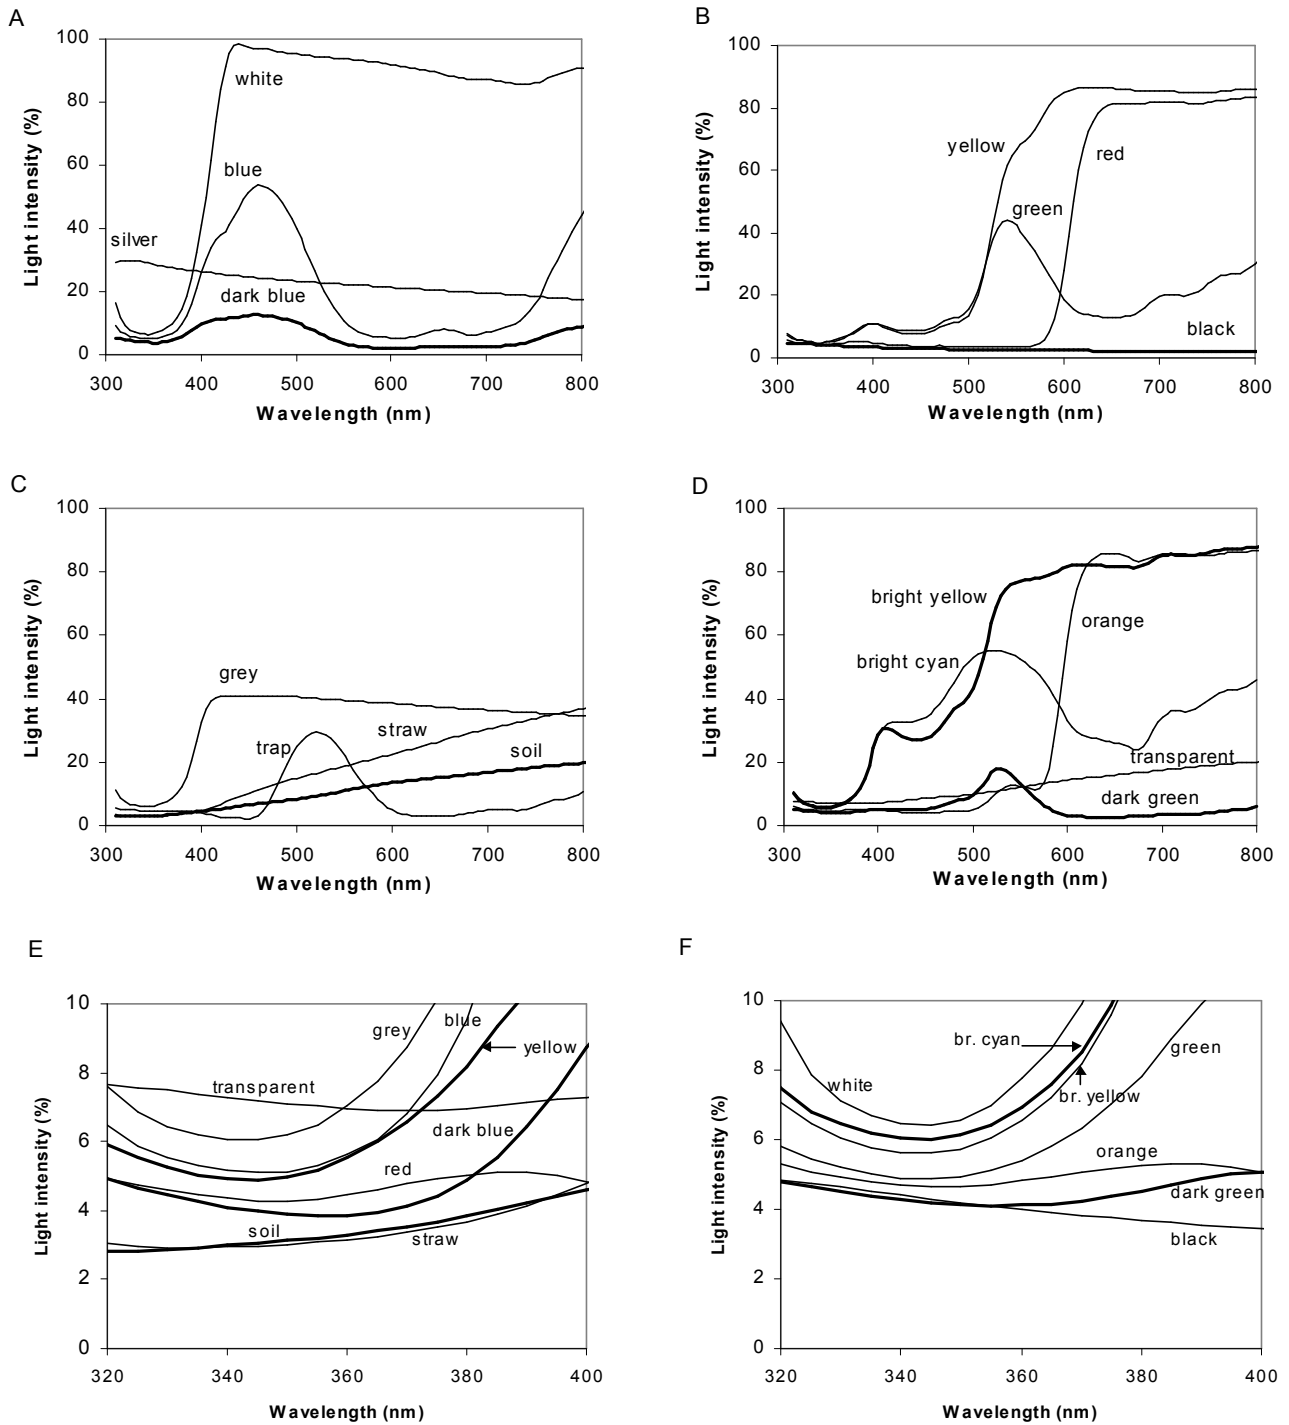 A
Light intensity (%)
100
80
60
40
20
0
white
blue
silver
dark blue
300 400 500 600 700 800
Wavelength (nm)
B
Light intensity (%)
100
80
60
40
20
0
yellow
red
green
black
300 400 500 600 700 800
Wavelength (nm)
C
Light intensity (%)
100
80
60
40
20
0
grey
straw
trap
soil
300 400 500 600 700 800
Wavelength (nm)
D
Light intensity (%)
100
80
60
40
20
0
bright yellow
orange
bright cyan
transparent
dark green
300 400 500 600 700 800
Wavelength (nm)
E
Light intensity (%)
10
8
6
4
2
0
grey
blue
yellow
transparent
dark blue
red
soil
straw
320 340 360 380 400
Wavelength (nm)
F
Light intensity (%)
10
8
6
4
2
0
br. cyan
green
white
br. yellow
orange
dark green
black
320 340 360 380 400
Wavelength (nm)